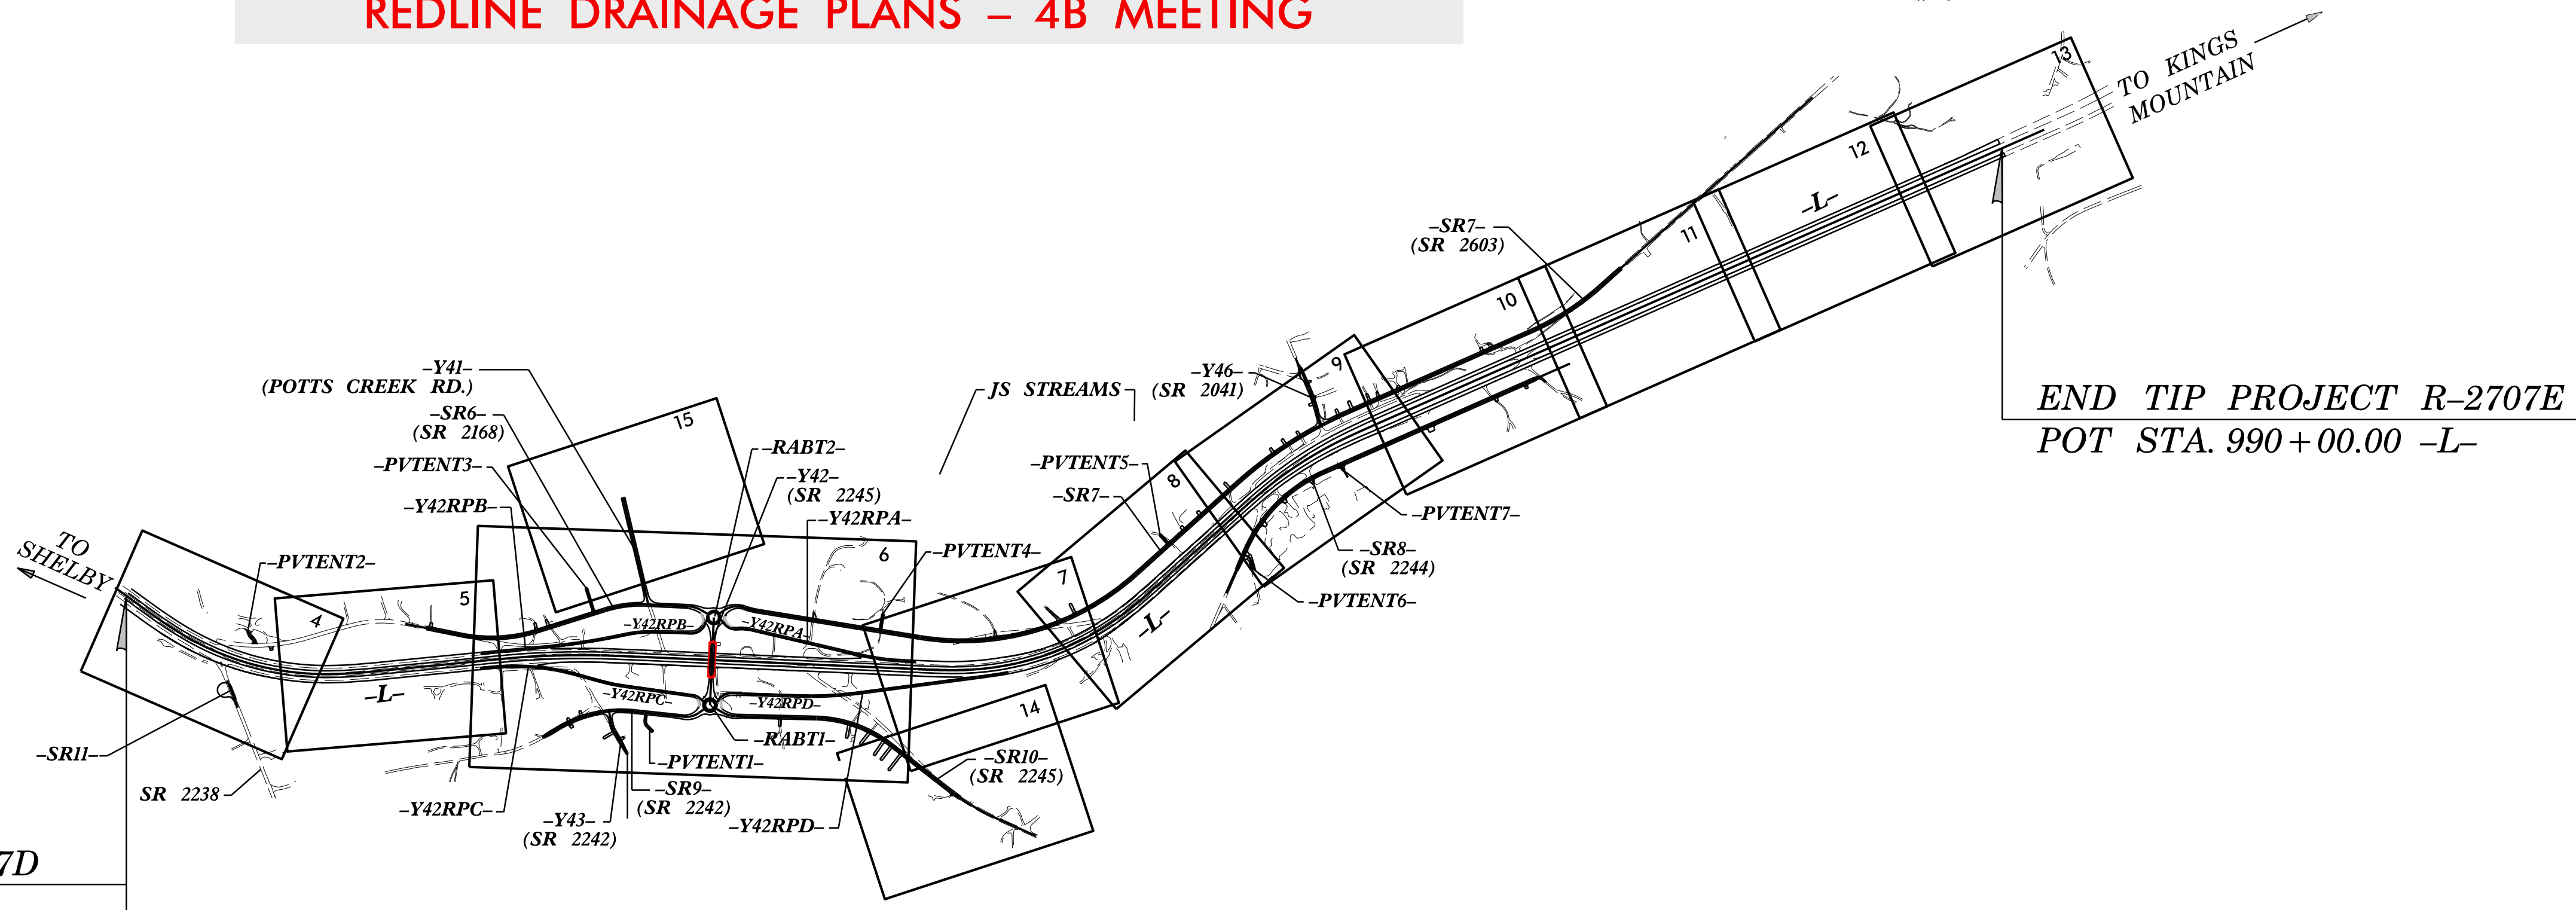 REDLINE DRAINAGE PLANS – 4B MEETING
13
TO KINGS
MOUNTAIN
12
–L–
11
–SR7–
(SR 2603)
10
9
–Y46–
(SR 2041)
–Y41–
(POTTS CREEK RD.)
–SR6–
(SR 2168)
–PVTENT3–
–Y42RPB–
15
JS STREAMS
–RABT2–
–Y42–
(SR 2245)
–Y42RPA–
–PVTENT5–
–SR7–
8
END TIP PROJECT R–2707E
POT STA. 990+00.00 –L–
–PVTENT7–
–SR8–
(SR 2244)
–PVTENT6–
TO
SHELBY
–PVTENT2–
4
5
6
–PVTENT4–
7
–L–
–Y42RPB–
–Y42RPA–
–L–
–Y42RPC–
–Y42RPD–
14
–SR11–
SR 2238
–RABT1–
–PVTENT1–
–SR10–
(SR 2245)
–SR9–
(SR 2242)
–Y42RPC–
–Y43–
(SR 2242)
–Y42RPD–
7D